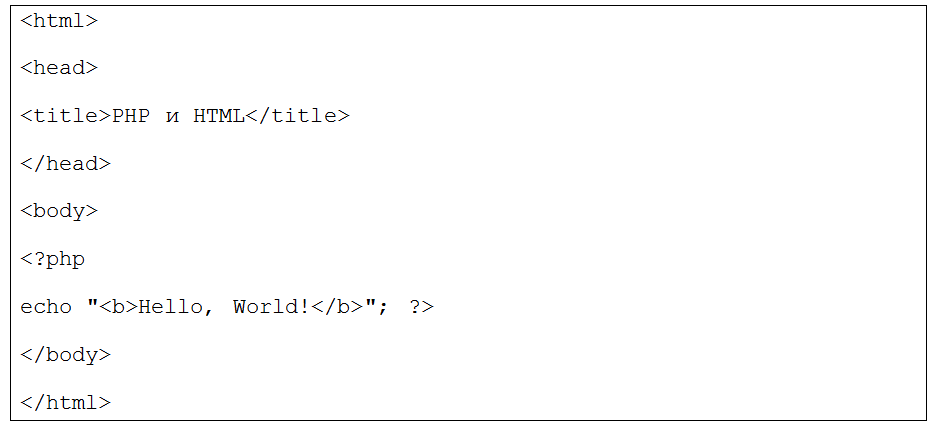 <html>
<head>
<title>PHP и HTML</title>
</head>
<body>
<?php
echo "<b>Hello, World!</b>"; ?>
</body>
</html>